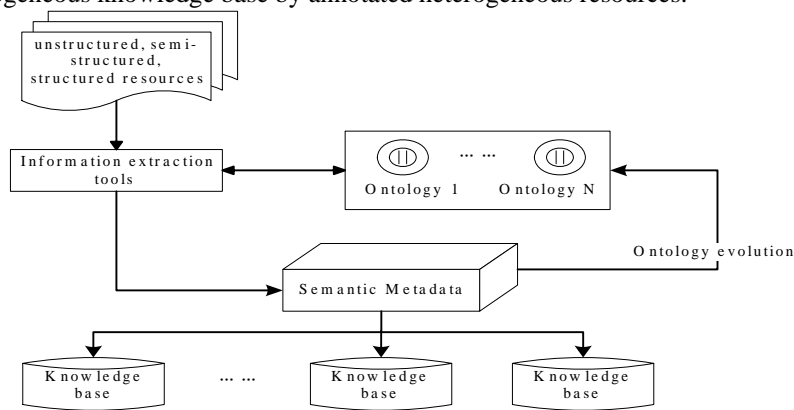 ogeneous knowledge base by annotated heterogeneous resources.
unstructured, semi-
structured,
structured resources
Information extraction
tools
... ...
Ontology 1 Ontology N
Ontology evolution
Semantic Metadata
Knowledge
base
... ...
Knowledge
base
Knowledge
base